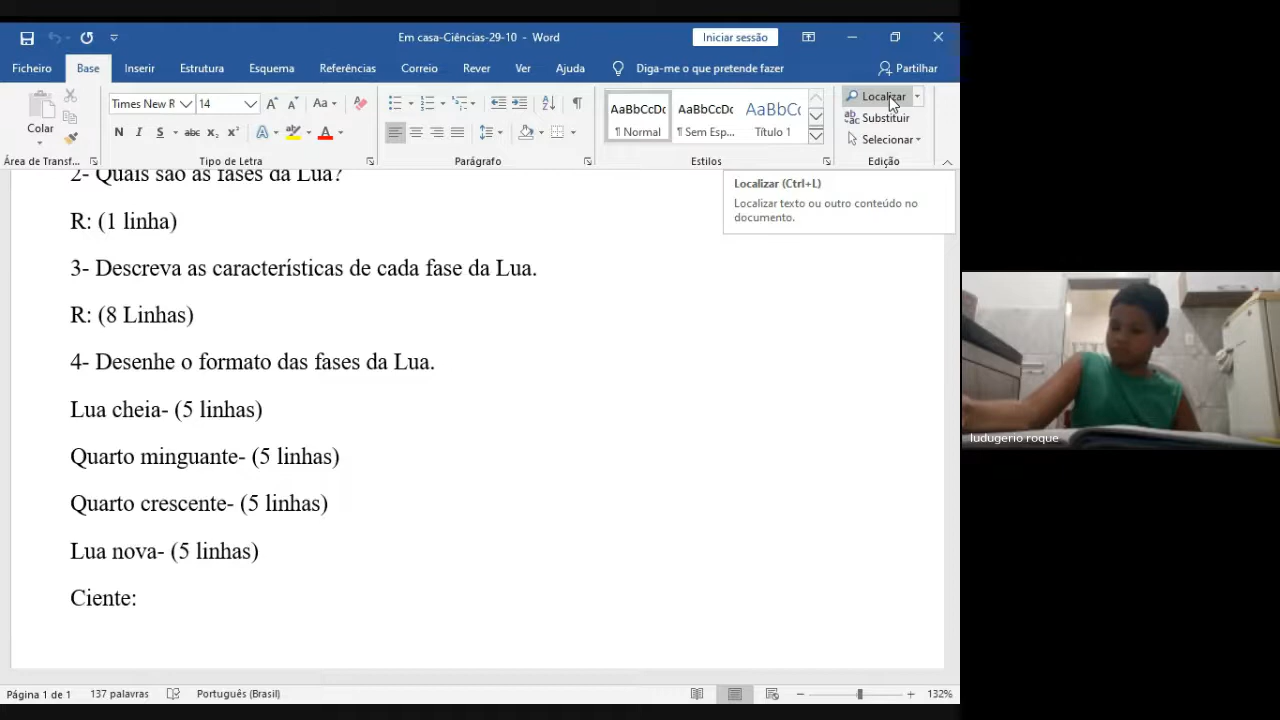 Em casa-Ciências-29-10 - Word
Iniciar sessão
Ficheiro Base Inserir Estrutura Esquema Referências Correio Rever Ver Ajuda Diga-me o que pretende fazer Partilhar
Times New R 14 Aa
AaBbCcDc AaBbCcDc AaBbCc
Localizar
Colar
N I S abc x₂ x² A A
¶ Normal ¶ Sem Esp... Título 1
Substituir
Selecionar
Área de Transf... Tipo de Letra Parágrafo Estilos Edição
Localizar (Ctrl+L)
Localizar texto ou outro conteúdo no
documento.
2- Quais são as fases da Lua?
R: (1 linha)
3- Descreva as características de cada fase da Lua.
R: (8 Linhas)
4- Desenhe o formato das fases da Lua.
Lua cheia- (5 linhas)
Quarto minguante- (5 linhas)
Quarto crescente- (5 linhas)
Lua nova- (5 linhas)
Ciente:
ludugerio roque
Página 1 de 1 137 palavras Português (Brasil) 132%